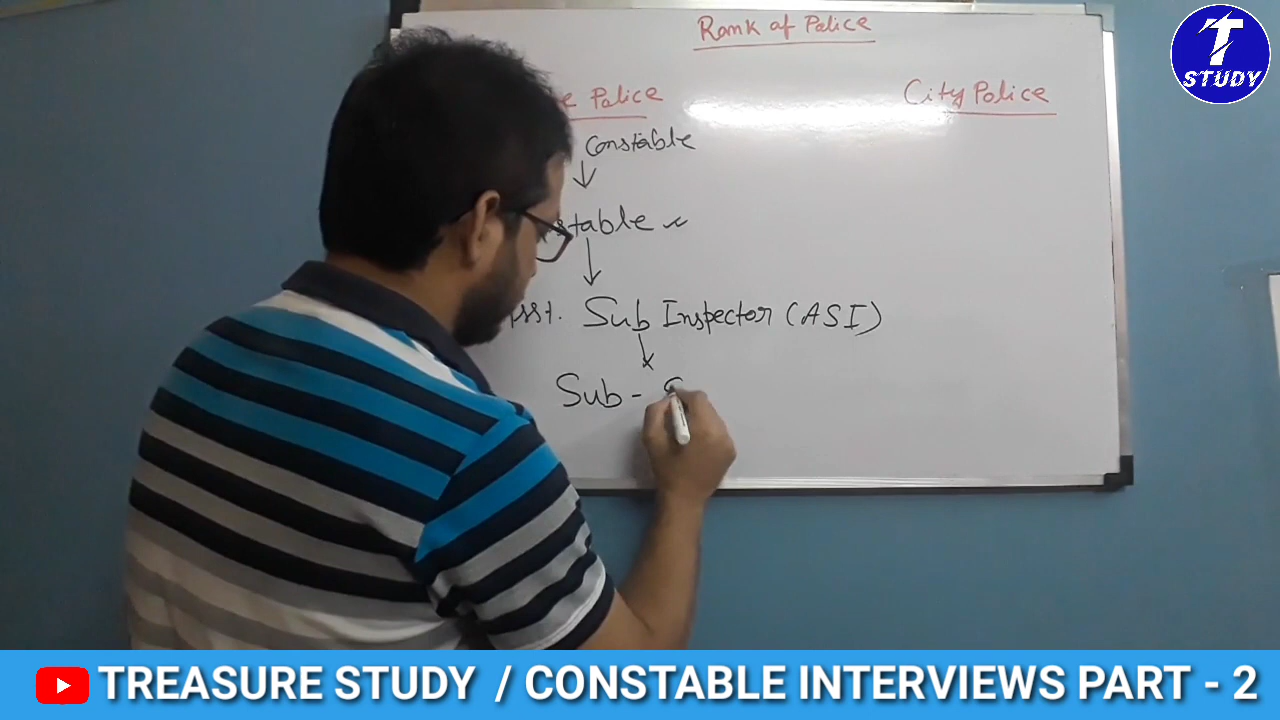 Rank of Police
T
STUDY
Police
City Police
Constable
Asst. Sub Inspector (ASI)
Sub -
TREASURE STUDY / CONSTABLE INTERVIEWS PART - 2